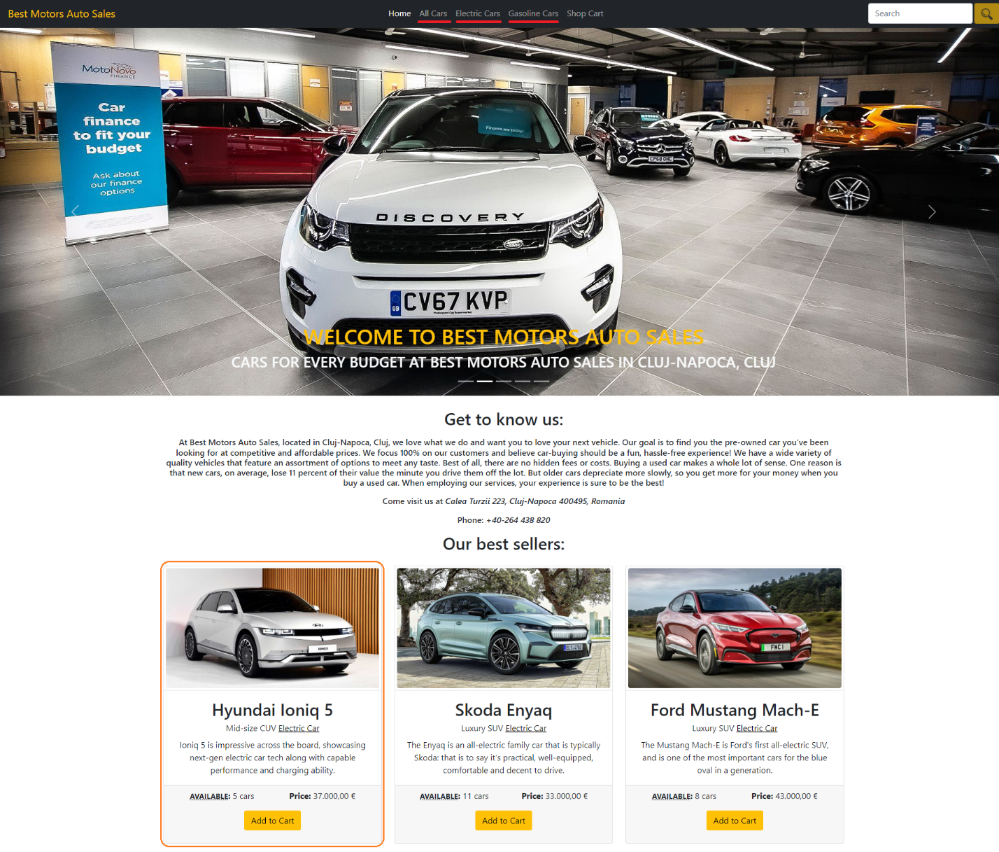 Best Motors Auto Sales
Home All Cars Electric Cars Gasoline Cars Shop Cart
Search
MotoNovo
FINANCE
Car
finance
to fit your
budget
Ask about
our finance
options
Finance me today!
DISCOVERY
GB
CV67 KVP
CP68 OHC
WELCOME TO BEST MOTORS AUTO SALES
CARS FOR EVERY BUDGET AT BEST MOTORS AUTO SALES IN CLUJ-NAPOCA, CLUJ
Get to know us:
At Best Motors Auto Sales, located in Cluj-Napoca, Cluj, we love what we do and want you to love your next vehicle. Our goal is to find you the pre-owned car you've been
looking for at competitive and affordable prices. We focus 100% on our customers and believe car-buying should be a fun, hassle-free experience! We have a wide variety of
quality vehicles that feature an assortment of options to meet any taste. Best of all, there are no hidden fees or costs. Buying a used car makes a whole lot of sense. One reason is
that new cars, on average, lose 11 percent of their value the minute you drive them off the lot. But older cars depreciate more slowly, so you get more for your money when you
buy a used car. When employing our services, your experience is sure to be the best!
Come visit us at Calea Turzii 223, Cluj-Napoca 400495, Romania
Phone: +40-264 438 820
Our best sellers:
IONIQ 5
FMC 1
Hyundai Ioniq 5
Mid-size CUV Electric Car
Ioniq 5 is impressive across the board, showcasing
next-gen electric car tech along with capable
performance and charging ability.
AVAILABLE: 5 cars Price: 37.000,00 €
Add to Cart
Skoda Enyaq
Luxury SUV Electric Car
The Enyaq is an all-electric family car that is typically
Skoda: that is to say it's practical, well-equipped,
comfortable and decent to drive.
AVAILABLE: 11 cars Price: 33.000,00 €
Add to Cart
Ford Mustang Mach-E
Luxury SUV Electric Car
The Mustang Mach-E is Ford's first all-electric SUV,
and is one of the most important cars for the blue
oval in a generation.
AVAILABLE: 8 cars Price: 43.000,00 €
Add to Cart